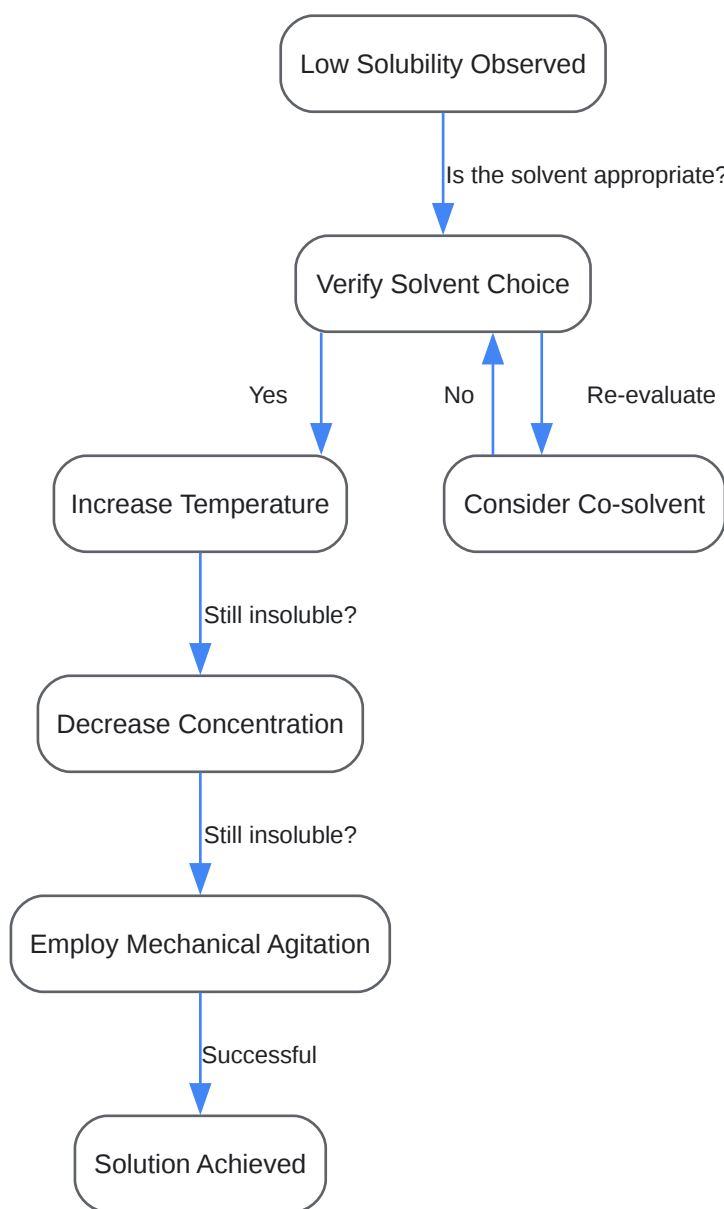 Low Solubility Observed
Is the solvent appropriate?
Verify Solvent Choice
Yes
No
Re-evaluate
Increase Temperature
Consider Co-solvent
Still insoluble?
Decrease Concentration
Still insoluble?
Employ Mechanical Agitation
Successful
Solution Achieved